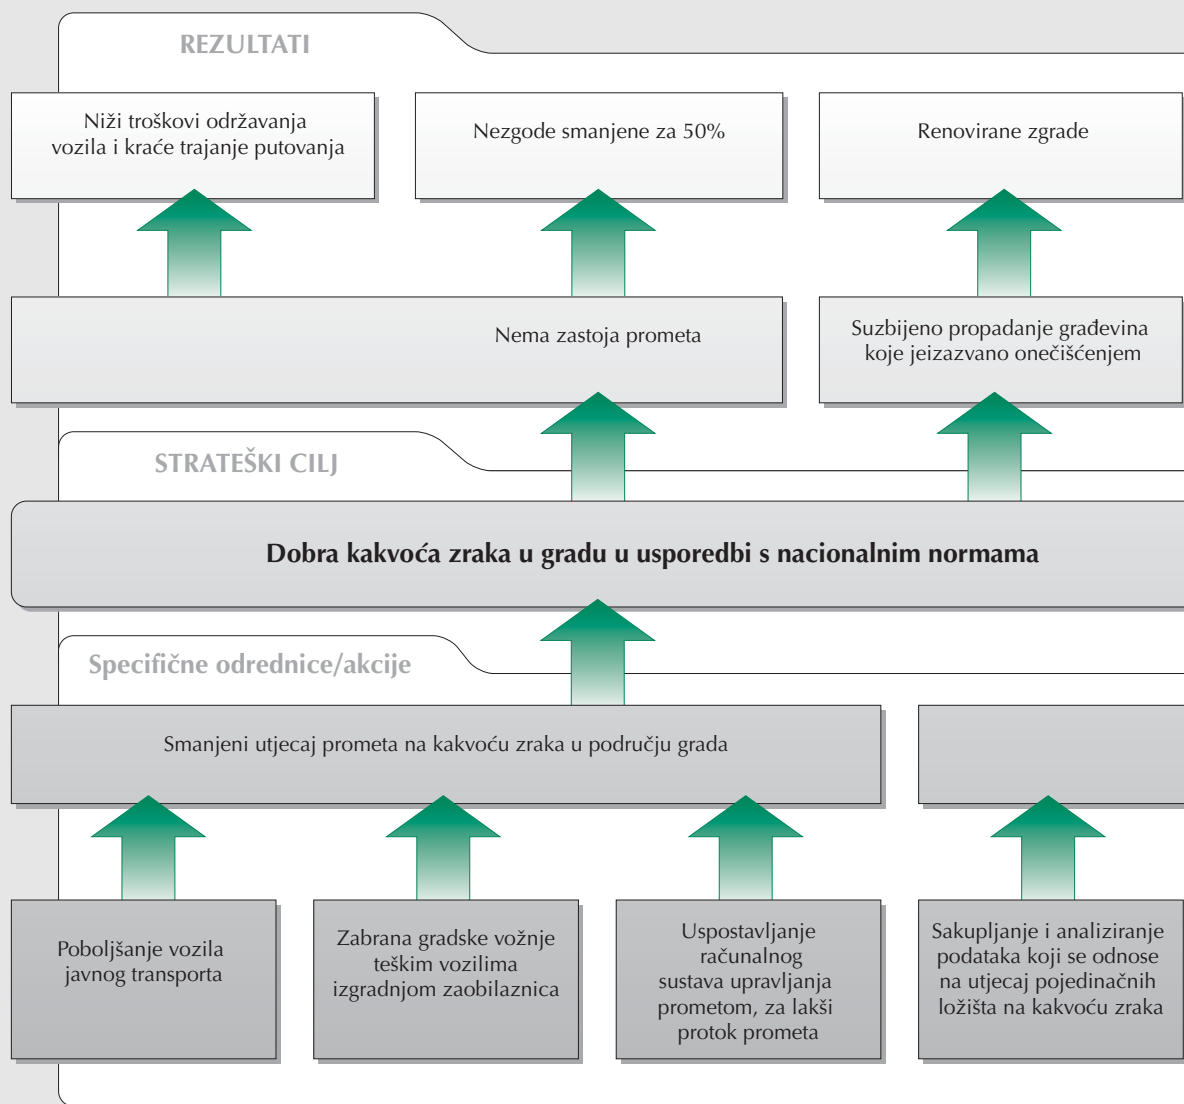 REZULTATI
Niži troškovi održavanja
vozila i kraće trajanje putovanja
Nezgode smanjene za 50%
Renovirane zgrade
Nema zastoja prometa
Suzbijeno propadanje građevina
koje jeizazvano onečišćenjem
STRATEŠKI CILJ
Dobra kakvoća zraka u gradu u usporedbi s nacionalnim normama
Specifične odrednice/akcije
Smanjeni utjecaj prometa na kakvoću zraka u području grada
Poboljšanje vozila
javnog transporta
Zabrana gradske vožnje
teškim vozilima
izgradnjom zaobilaznica
Uspostavljanje
računalnog
sustava upravljanja
prometom, za lakši
protok prometa
Sakupljanje i analiziranje
podataka koji se odnose
na utjecaj pojedinačnih
ložišta na kakvoću zraka